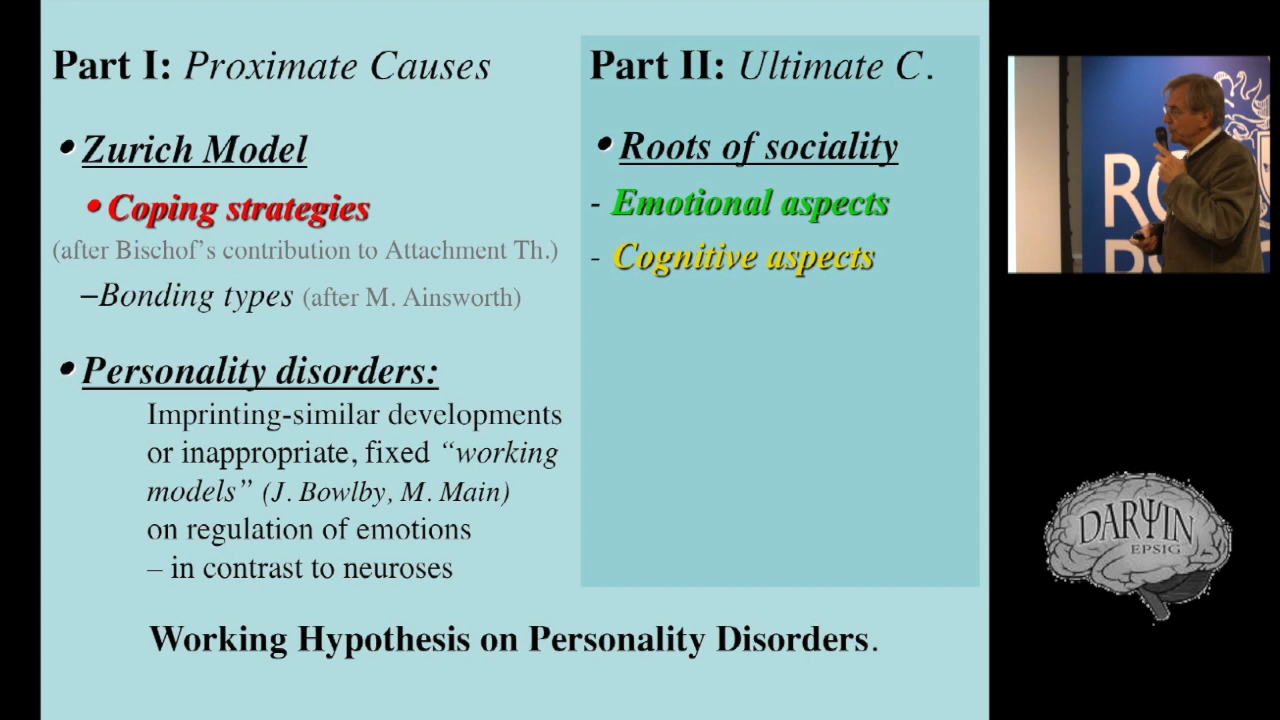 Part I: Proximate Causes
• Zurich Model
• Coping strategies
(after Bischof’s contribution to Attachment Th.)
–Bonding types (after M. Ainsworth)
• Personality disorders:
Imprinting-similar developments
or inappropriate, fixed “working
models” (J. Bowlby, M. Main)
on regulation of emotions
– in contrast to neuroses
Part II: Ultimate C.
• Roots of sociality
- Emotional aspects
- Cognitive aspects
Working Hypothesis on Personality Disorders.
DARΨIN
EPSIG